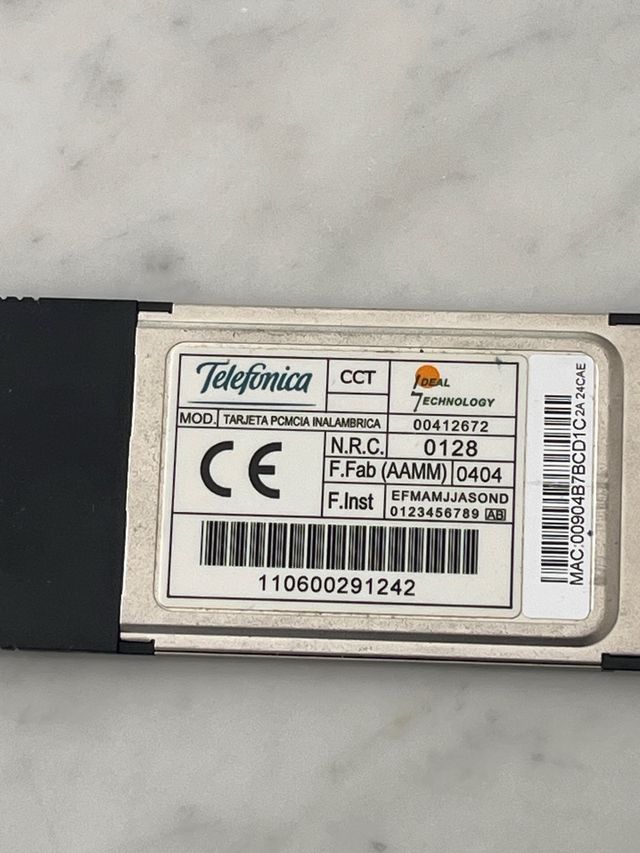 Telefónica
CCT
IDEAL
TECHNOLOGY
MOD. TARJETA PCMCIA INALAMBRICA 00412672
CE
N.R.C. 0128
F.Fab (AAMM) 0404
F.Inst EFMAMJJASOND
0123456789 AB
110600291242
MAC:00904B7BCD1C 2A 24CAE